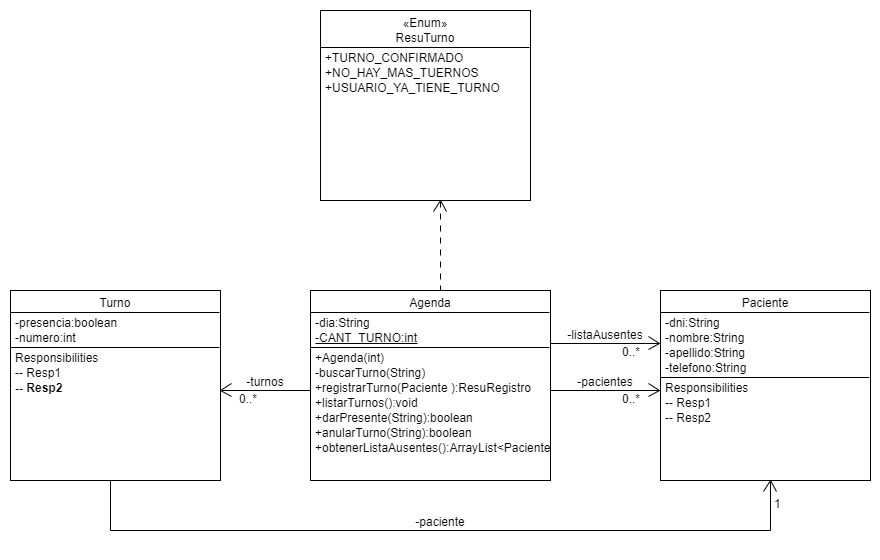 «Enum»
ResuTurno
+TURNO_CONFIRMADO
+NO_HAY_MAS_TUERNOS
+USUARIO_YA_TIENE_TURNO
Turno
-presencia:boolean
-numero:int
Responsibilities
-- Resp1
-- Resp2
-turnos
0..*
Agenda
-dia:String
-CANT_TURNO:int
+Agenda(int)
-buscarTurno(String)
+registrarTurno(Paciente ):ResuRegistro
+listarTurnos():void
+darPresente(String):boolean
+anularTurno(String):boolean
+obtenerListaAusentes():ArrayList<Paciente
-listaAusentes
0..*
-pacientes
0..*
Paciente
-dni:String
-nombre:String
-apellido:String
-telefono:String
Responsibilities
-- Resp1
-- Resp2
1
-paciente